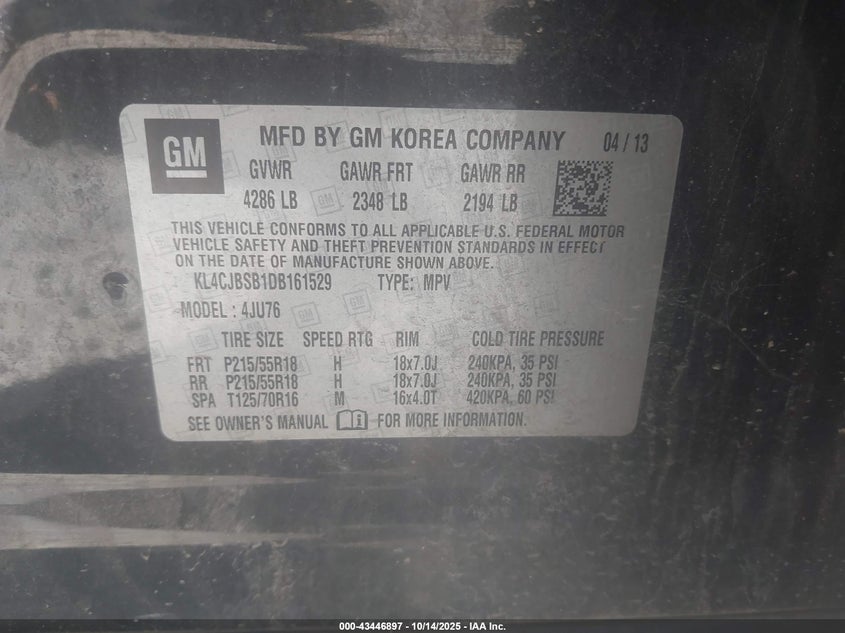 GM
MFD BY GM KOREA COMPANY 04 / 13
GVWR GAWR FRT GAWR RR
4286 LB 2348 LB 2194 LB
THIS VEHICLE CONFORMS TO ALL APPLICABLE U.S. FEDERAL MOTOR
VEHICLE SAFETY AND THEFT PREVENTION STANDARDS IN EFFECT
ON THE DATE OF MANUFACTURE SHOWN ABOVE.
KL4CJBSB1DB161529 TYPE: MPV
MODEL : 4JU76
TIRE SIZE SPEED RTG RIM COLD TIRE PRESSURE
FRT P215/55R18 H 18x7.0J 240KPA, 35 PSI
RR P215/55R18 H 18x7.0J 240KPA, 35 PSI
SPA T125/70R16 M 16x4.0T 420KPA, 60 PSI
SEE OWNER'S MANUAL FOR MORE INFORMATION.
000-43446897 - 10/14/2025 - IAA Inc.